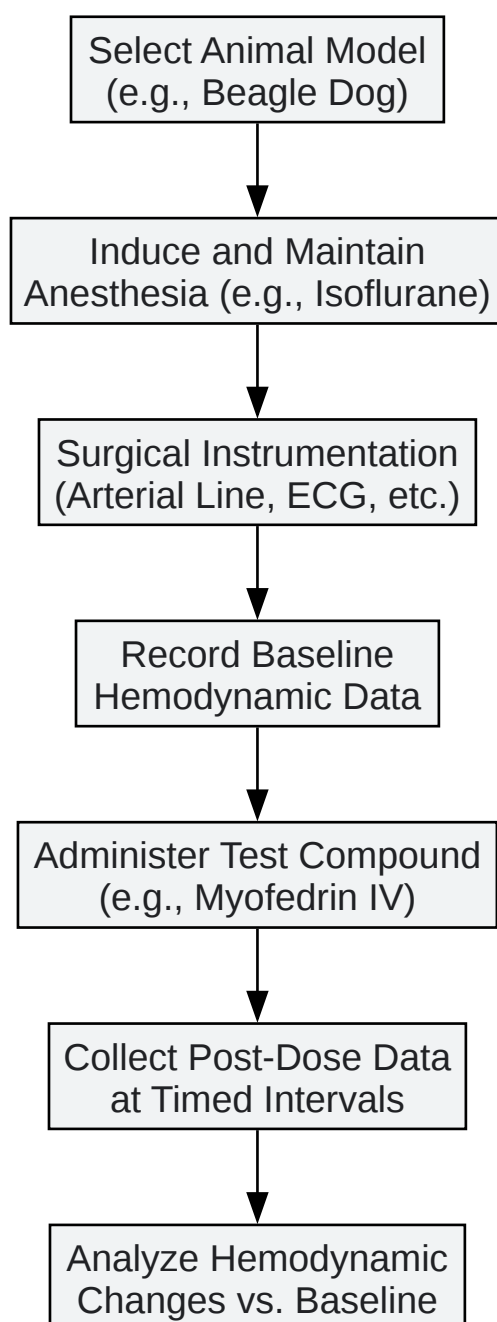 Select Animal Model
(e.g., Beagle Dog)
Induce and Maintain
Anesthesia (e.g., Isoflurane)
Surgical Instrumentation
(Arterial Line, ECG, etc.)
Record Baseline
Hemodynamic Data
Administer Test Compound
(e.g., Myofedrin IV)
Collect Post-Dose Data
at Timed Intervals
Analyze Hemodynamic
Changes vs. Baseline